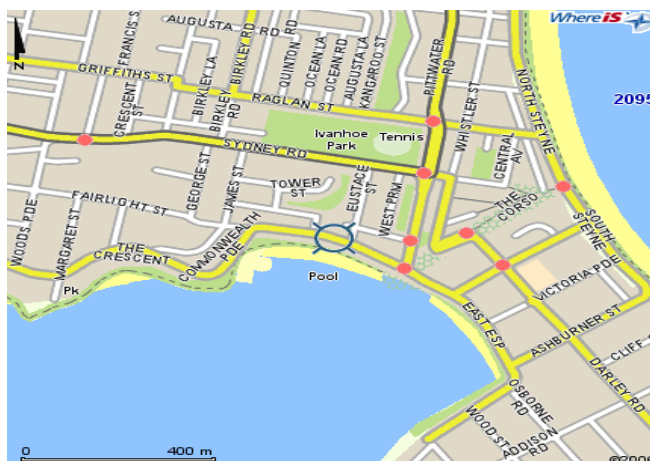 WhereiS
N
FRANCIS ST
AUGUSTA RD
BIRKLEY RD
QUINTON RD
OCEAN LA
OCEAN RD
AUGUSTA LA
KANGAROO ST
PITTWATER RD
NORTH STEYNE
2095
GRIFFITHS ST
CRESCENT ST
BIRKLEY LA
BIRKLEY RD
RAGLAN ST
WHISTLER ST
Ivanhoe
Park
Tennis
SYDNEY RD
CENTRAL AV
GEORGE ST
JAMES ST
TOWER ST
EUSTACE ST
WEST PRM
THE CORSO
SOUTH STEYNE
FAIRLIGHT ST
WOODS PDE
MARGARET ST
THE CRESCENT
COMMONWEALTH PDE
Pool
Pk
VICTORIA PDE
EAST ESP
ASHBURNER ST
CLIFF ST
DARLEY RD
OSBORNE RD
WOOD ST
ADDISON RD
0
400 m